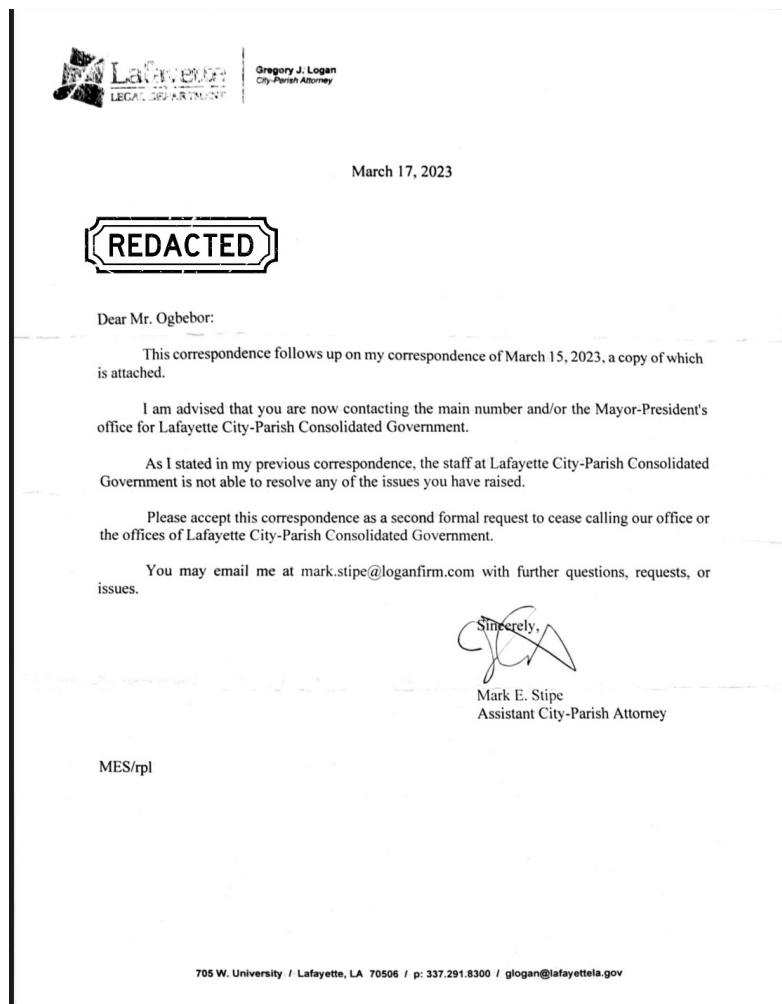 Lafayette
LEGAL DEPARTMENT
Gregory J. Logan
City-Parish Attorney
March 17, 2023
REDACTED
Dear Mr. Ogbebor:
This correspondence follows up on my correspondence of March 15, 2023, a copy of which
is attached.
I am advised that you are now contacting the main number and/or the Mayor-President's
office for Lafayette City-Parish Consolidated Government.
As I stated in my previous correspondence, the staff at Lafayette City-Parish Consolidated
Government is not able to resolve any of the issues you have raised.
Please accept this correspondence as a second formal request to cease calling our office or
the offices of Lafayette City-Parish Consolidated Government.
You may email me at mark.stipe@loganfirm.com with further questions, requests, or
issues.
Sincerely,
Mark E. Stipe
Assistant City-Parish Attorney
MES/rpl
705 W. University / Lafayette, LA 70506 / p: 337.291.8300 / glogan@lafayettela.gov